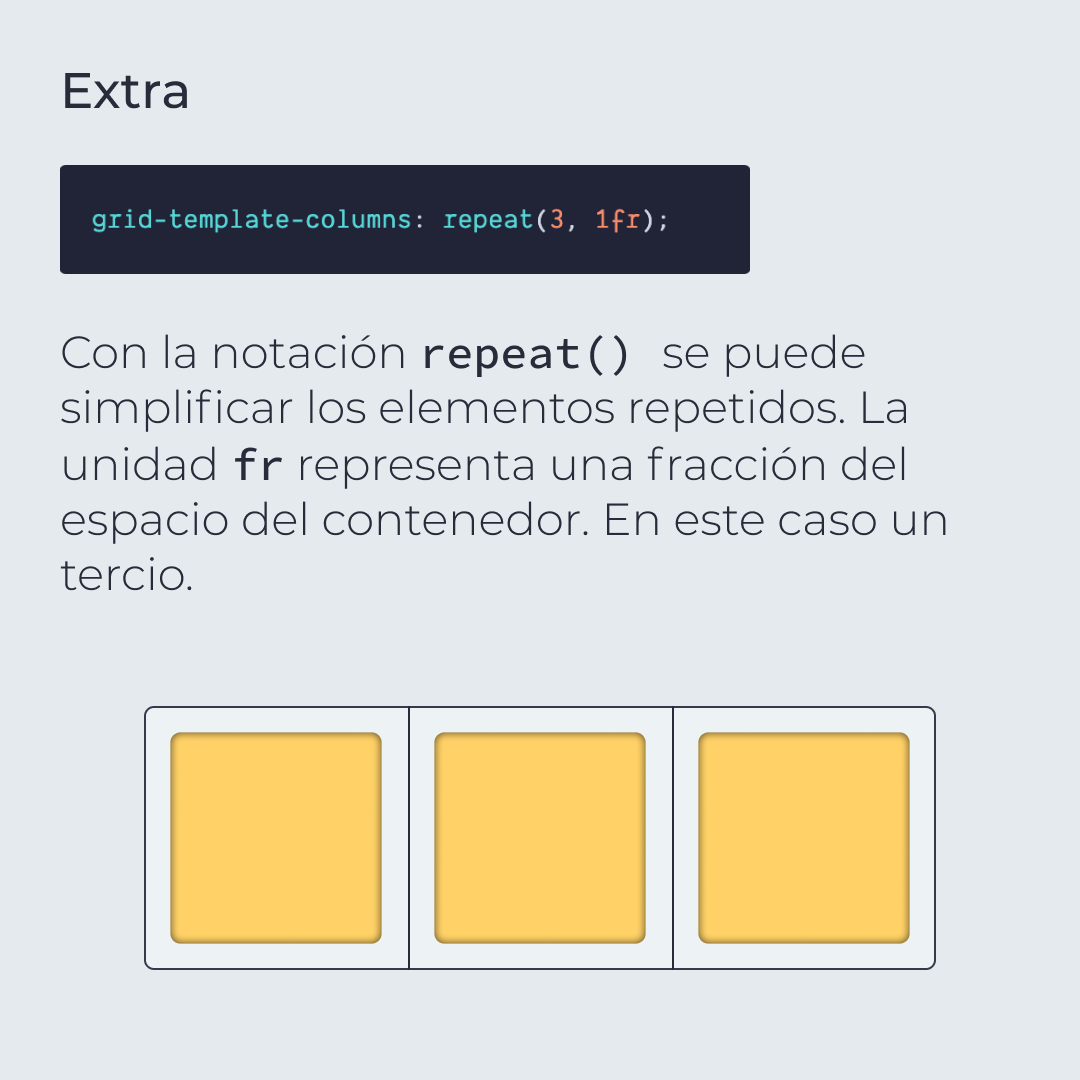 Extra
grid-template-columns: repeat(3, 1fr);
Con la notación repeat() se puede
simplificar los elementos repetidos. La
unidad fr representa una fracción del
espacio del contenedor. En este caso un
tercio.